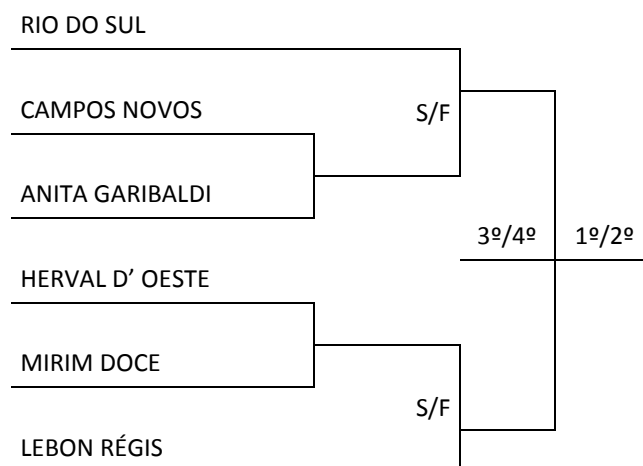 RIO DO SUL
CAMPOS NOVOS
S/F
ANITA GARIBALDI
3º/4º
1º/2º
HERVAL D’ OESTE
MIRIM DOCE
S/F
LEBON RÉGIS